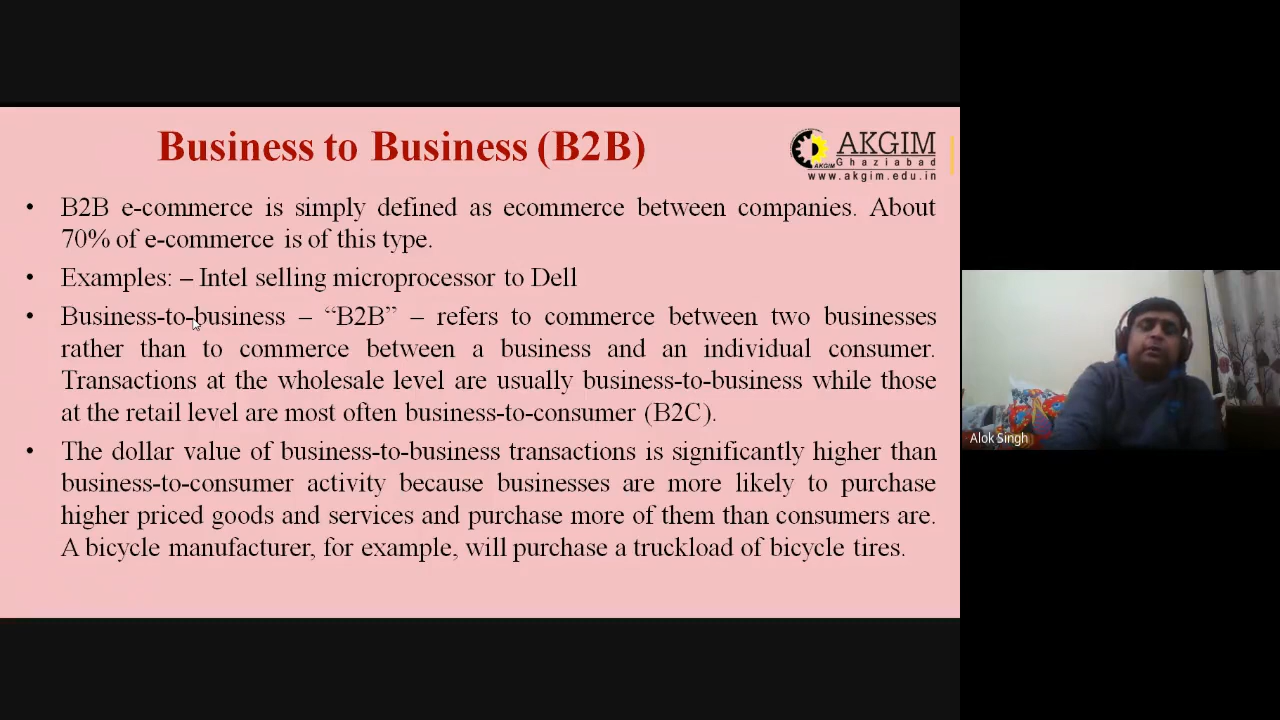 Business to Business (B2B)
AKGIM
Ghaziabad
AKGIM
www.akgim.edu.in
• B2B e-commerce is simply defined as ecommerce between companies. About
70% of e-commerce is of this type.
• Examples: – Intel selling microprocessor to Dell
• Business-to-business – “B2B” – refers to commerce between two businesses
rather than to commerce between a business and an individual consumer.
Transactions at the wholesale level are usually business-to-business while those
at the retail level are most often business-to-consumer (B2C).
• The dollar value of business-to-business transactions is significantly higher than
business-to-consumer activity because businesses are more likely to purchase
higher priced goods and services and purchase more of them than consumers are.
A bicycle manufacturer, for example, will purchase a truckload of bicycle tires.
Alok Singh